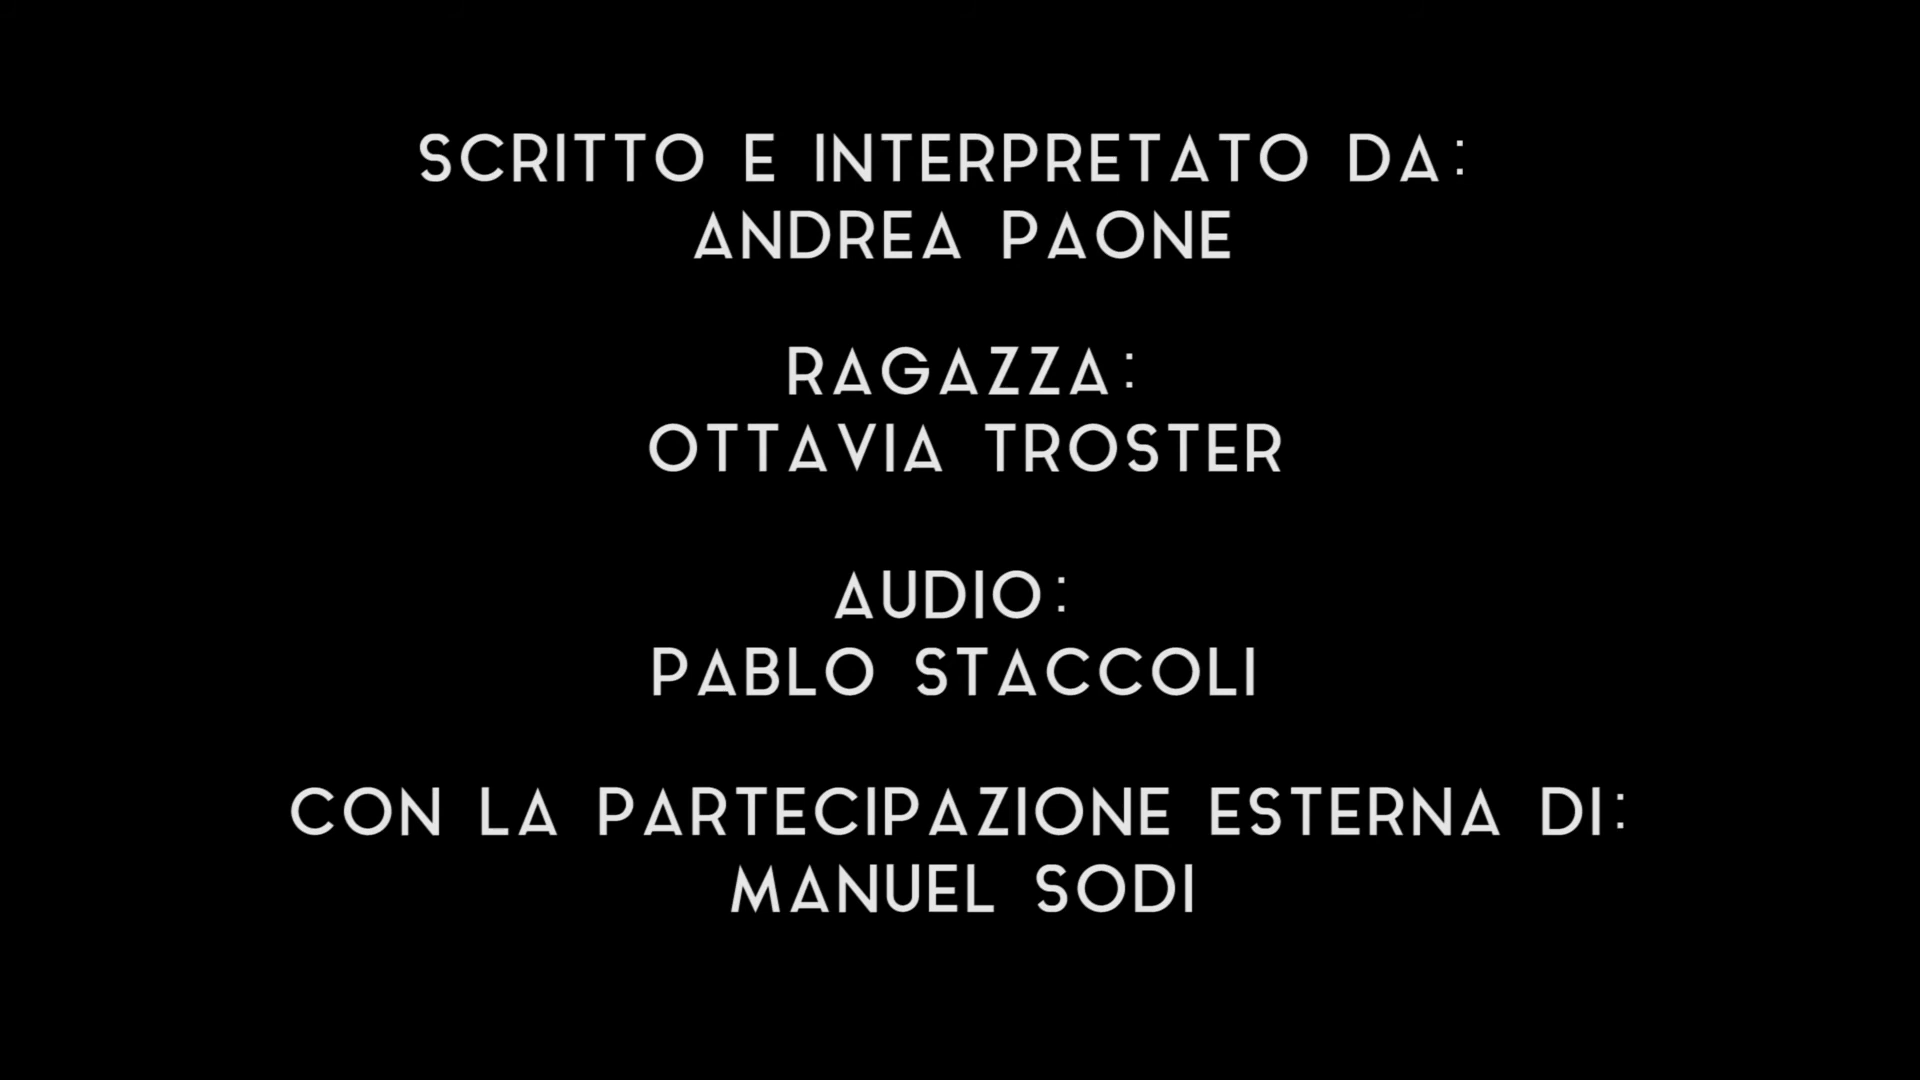 SCRITTO E INTERPRETATO DA:
ANDREA PAONE
RAGAZZA:
OTTAVIA TROSTER
AUDIO:
PABLO STACCOLI
CON LA PARTECIPAZIONE ESTERNA DI:
MANUEL SODI